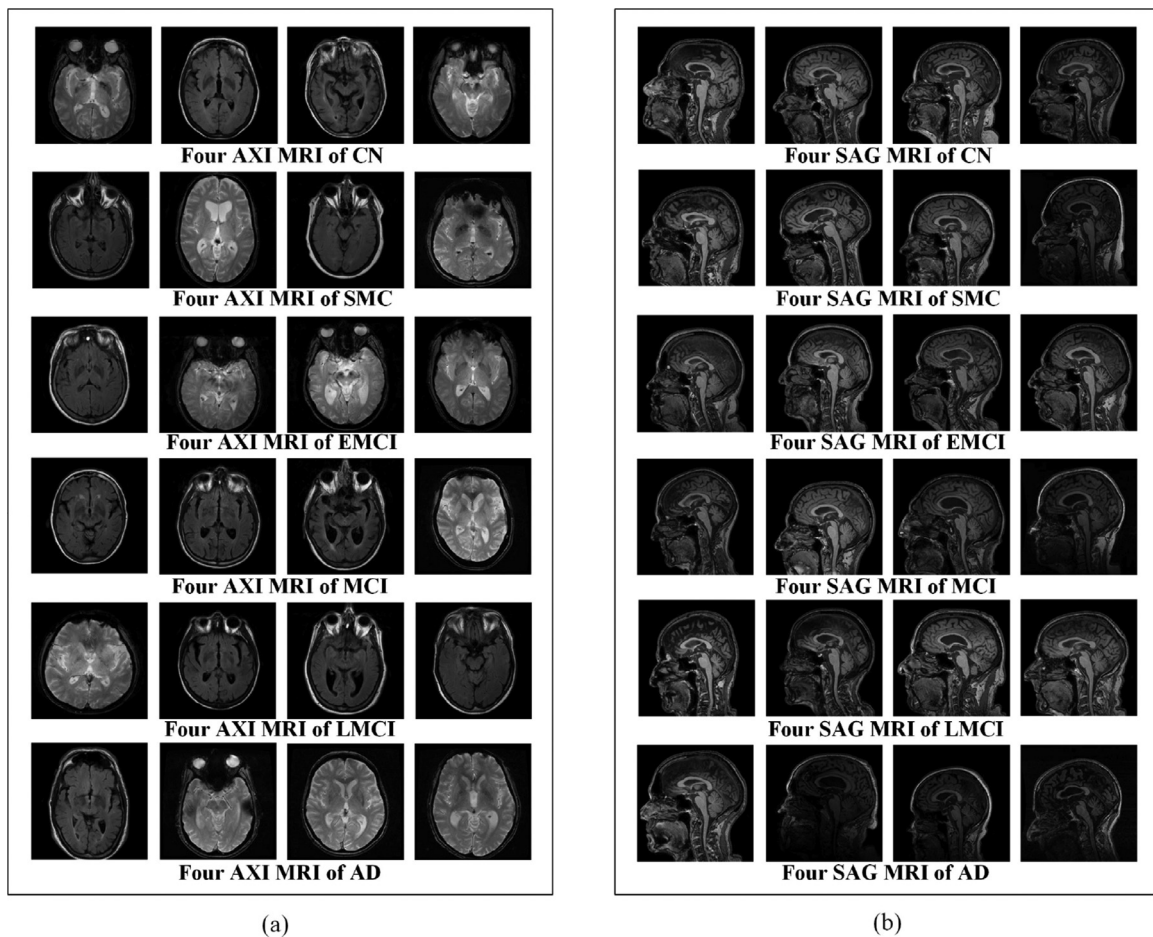 Four AXI MRI of CN
Four AXI MRI of SMC
Four AXI MRI of EMCI
Four AXI MRI of MCI
Four AXI MRI of LMCI
Four AXI MRI of AD
(a)
Four SAG MRI of CN
Four SAG MRI of SMC
Four SAG MRI of EMCI
Four SAG MRI of MCI
Four SAG MRI of LMCI
Four SAG MRI of AD
(b)